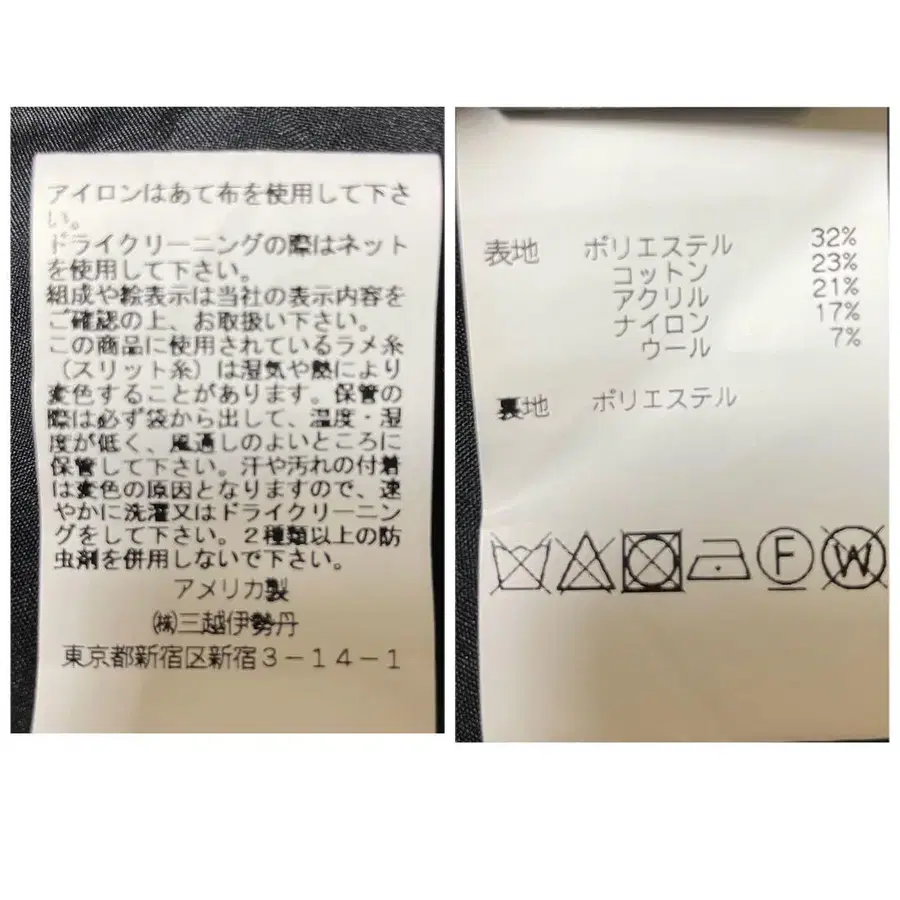 アイロンはあて布を使用して下さ
い。
ドライクリーニングの際はネット
を使用して下さい。
組成や絵表示は当社の表示内容を
ご確認の上、お取扱い下さい。
この商品に使用されているラメ糸
（スリット糸）は湿気や熱により
変色することがあります。保管の
際は必ず袋から出して、温度・湿
度が低く、風通しのよいところに
保管して下さい。汗や汚れの付着
は変色の原因となりますので、速
やかに洗濯又はドライクリーニン
グをして下さい。２種類以上の防
虫剤を併用しないで下さい。
アメリカ製
㈱三越伊勢丹
東京都新宿区新宿３－１４－１
表地 ポリエステル 32%
コットン 23%
アクリル 21%
ナイロン 17%
ウール 7%
裏地 ポリエステル
F W